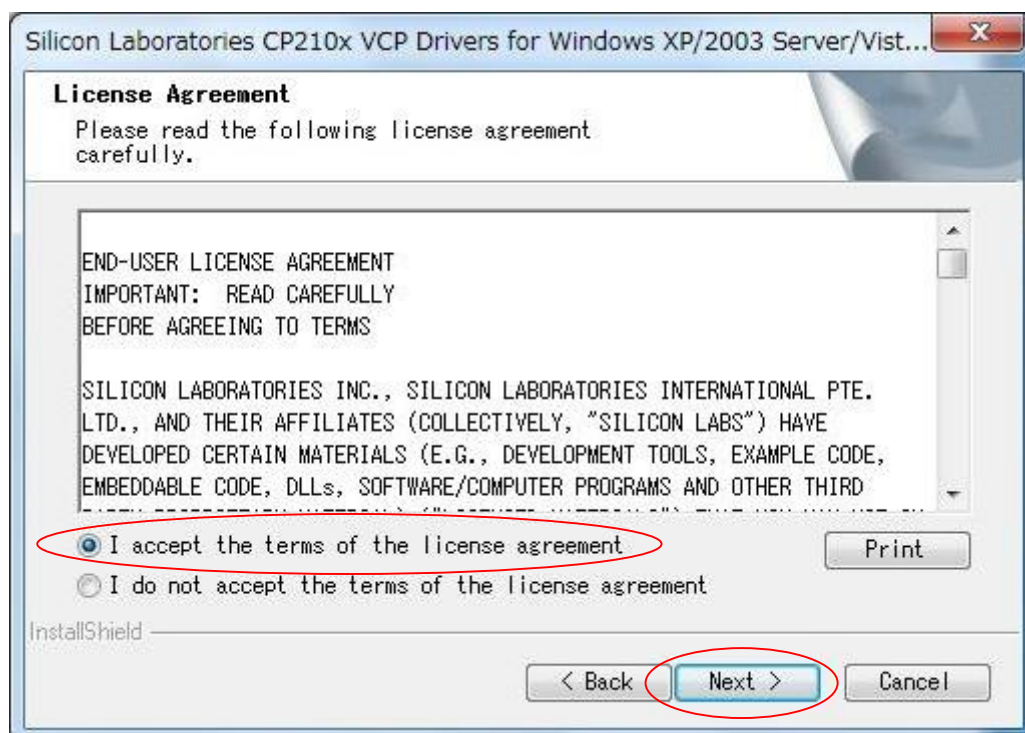 Silicon Laboratories CP210x VCP Drivers for Windows XP/2003 Server/Vist...
License Agreement
Please read the following license agreement
carefully.
END-USER LICENSE AGREEMENT
IMPORTANT:  READ CAREFULLY
BEFORE AGREEING TO TERMS
SILICON LABORATORIES INC., SILICON LABORATORIES INTERNATIONAL PTE.
LTD., AND THEIR AFFILIATES (COLLECTIVELY, "SILICON LABS") HAVE
DEVELOPED CERTAIN MATERIALS (E.G., DEVELOPMENT TOOLS, EXAMPLE CODE,
EMBEDDABLE CODE, DLLs, SOFTWARE/COMPUTER PROGRAMS AND OTHER THIRD
I accept the terms of the license agreement
Print
I do not accept the terms of the license agreement
InstallShield
< Back
Next >
Cancel